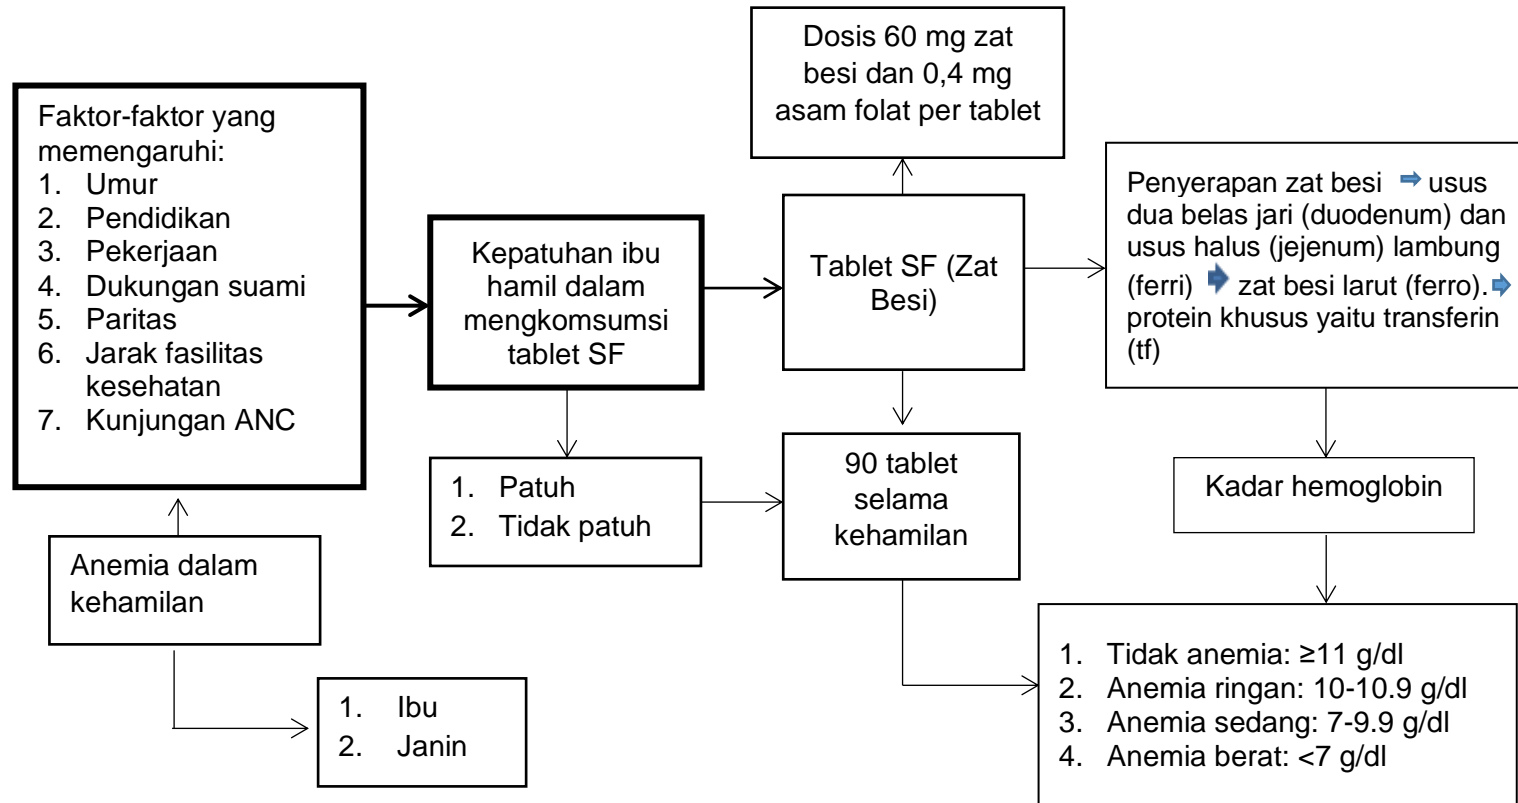 Dosis 60 mg zat
besi dan 0,4 mg
asam folat per tablet
Faktor-faktor yang
memengaruhi:
1. Umur
2. Pendidikan
3. Pekerjaan
4. Dukungan suami
5. Paritas
6. Jarak fasilitas
kesehatan
7. Kunjungan ANC
Kepatuhan ibu
hamil dalam
mengkomsumsi
tablet SF
Tablet SF (Zat
Besi)
Penyerapan zat besi ➡ usus
dua belas jari (duodenum) dan
usus halus (jejenum) lambung
(ferri) ➡ zat besi larut (ferro).➡
protein khusus yaitu transferin
(tf)
1. Patuh
2. Tidak patuh
90 tablet
selama
kehamilan
Kadar hemoglobin
Anemia dalam
kehamilan
1. Ibu
2. Janin
1. Tidak anemia: ≥11 g/dl
2. Anemia ringan: 10-10.9 g/dl
3. Anemia sedang: 7-9.9 g/dl
4. Anemia berat: <7 g/dl